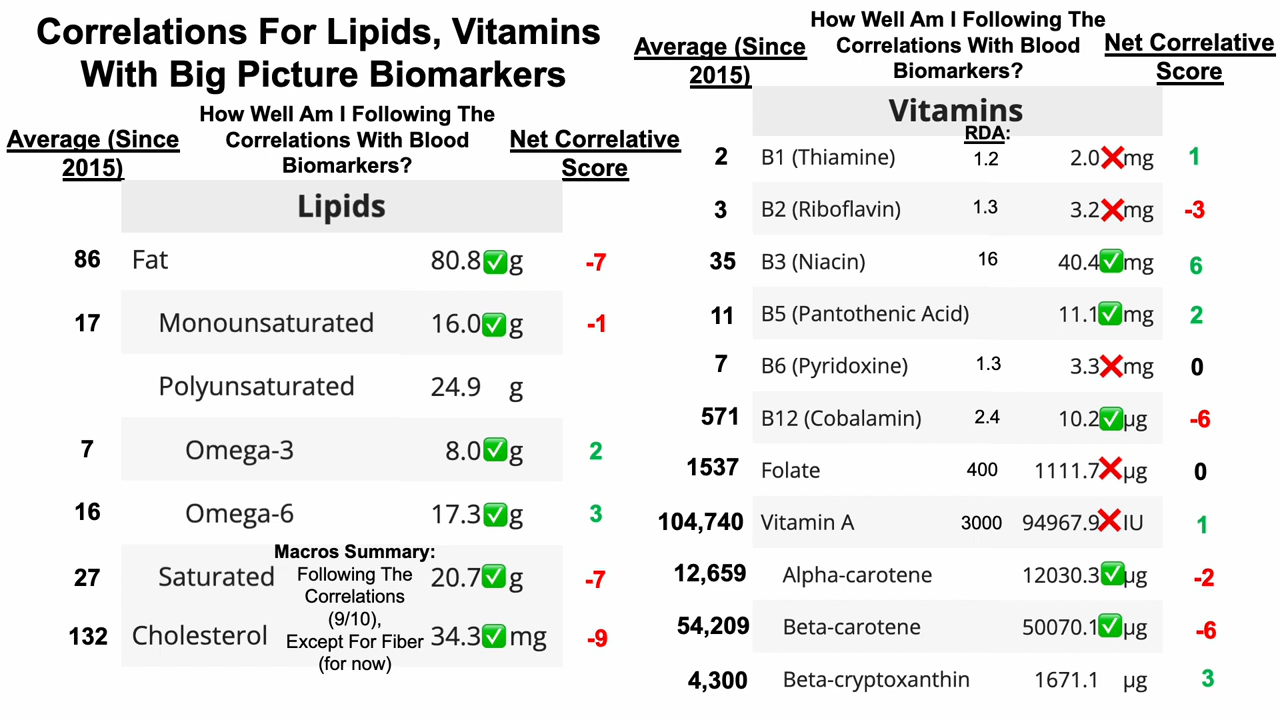 Correlations For Lipids, Vitamins
With Big Picture Biomarkers
How Well Am I Following The
Correlations With Blood
Biomarkers?
Average (Since
2015)
Net Correlative
Score
Lipids
86 Fat 80.8 ✅ g -7
17 Monounsaturated 16.0 ✅ g -1
Polyunsaturated 24.9 g
7 Omega-3 8.0 ✅ g 2
16 Omega-6 17.3 ✅ g 3
27 Saturated 20.7 ✅ g -7
132 Cholesterol 34.3 ✅ mg -9
Macros Summary:
Following The
Correlations
(9/10),
Except For Fiber
(for now)
How Well Am I Following The
Correlations With Blood
Biomarkers?
Average (Since
2015)
Net Correlative
Score
Vitamins
RDA:
2 B1 (Thiamine) 1.2 2.0 ❌ mg 1
3 B2 (Riboflavin) 1.3 3.2 ❌ mg -3
35 B3 (Niacin) 16 40.4 ✅ mg 6
11 B5 (Pantothenic Acid) 11.1 ✅ mg 2
7 B6 (Pyridoxine) 1.3 3.3 ❌ mg 0
571 B12 (Cobalamin) 2.4 10.2 ✅ µg -6
1537 Folate 400 1111.7 ❌ µg 0
104,740 Vitamin A 3000 94967.9 ❌ IU 1
12,659 Alpha-carotene 12030.3 ✅ µg -2
54,209 Beta-carotene 50070.1 ✅ µg -6
4,300 Beta-cryptoxanthin 1671.1 µg 3